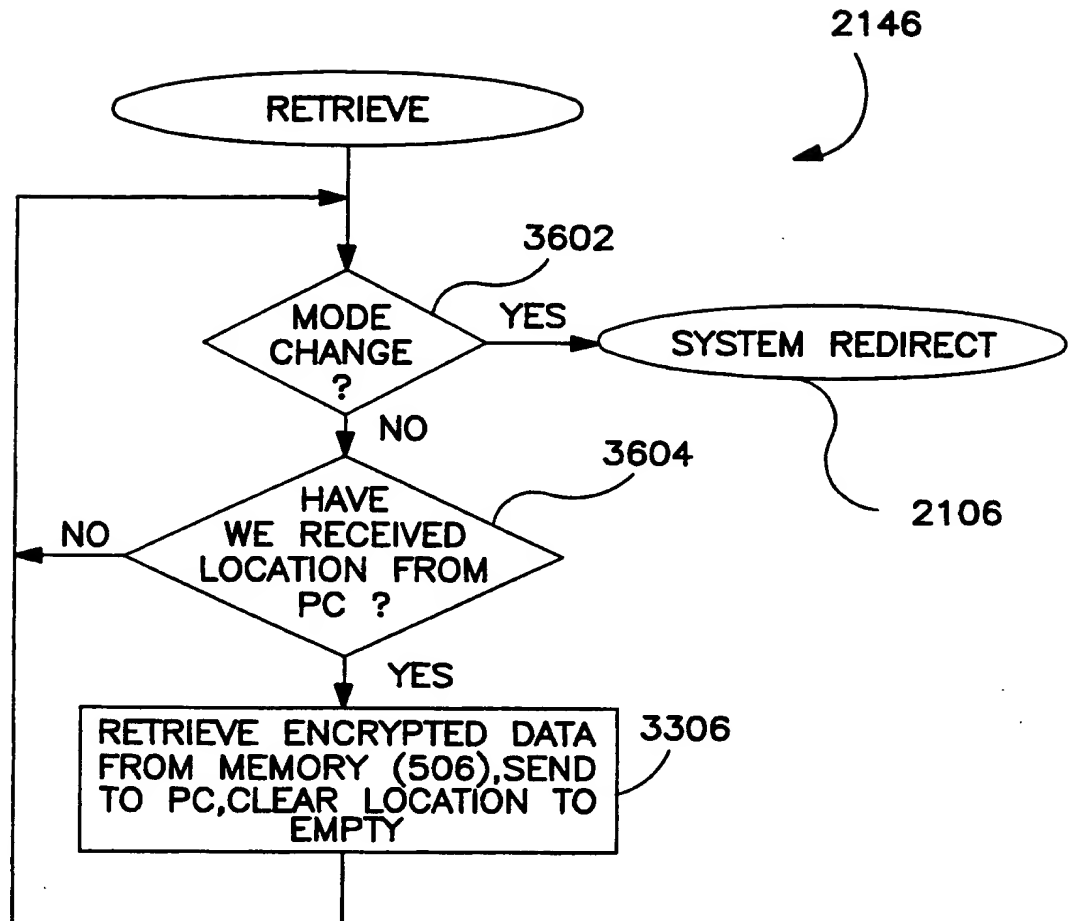 2146
RETRIEVE
3602
MODE
CHANGE
?
YES
SYSTEM REDIRECT
NO
3604
2106
HAVE
WE RECEIVED
LOCATION FROM
PC ?
NO
YES
3306
RETRIEVE ENCRYPTED DATA
FROM MEMORY (506),SEND
TO PC,CLEAR LOCATION TO
EMPTY